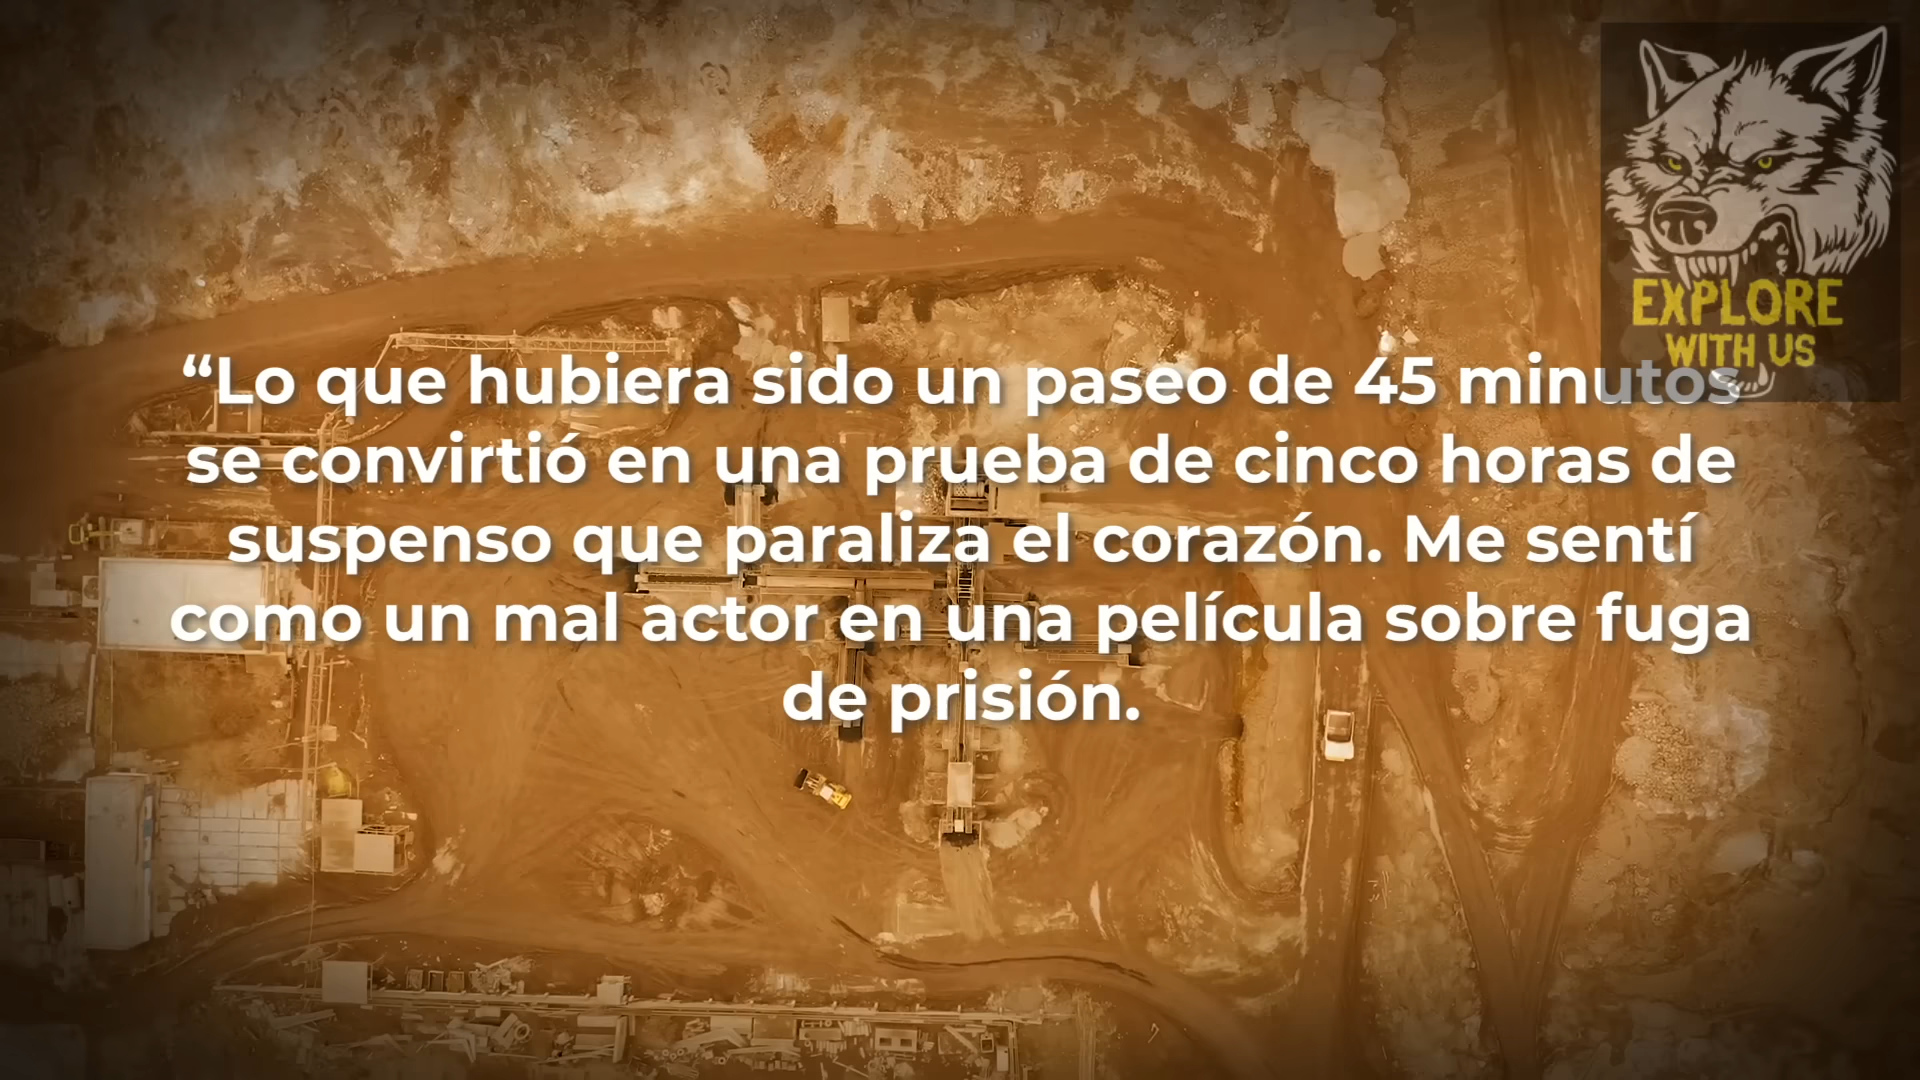 EXPLORE
WITH US
“Lo que hubiera sido un paseo de 45 minutos
se convirtió en una prueba de cinco horas de
suspenso que paraliza el corazón. Me sentí
como un mal actor en una película sobre fuga
de prisión.